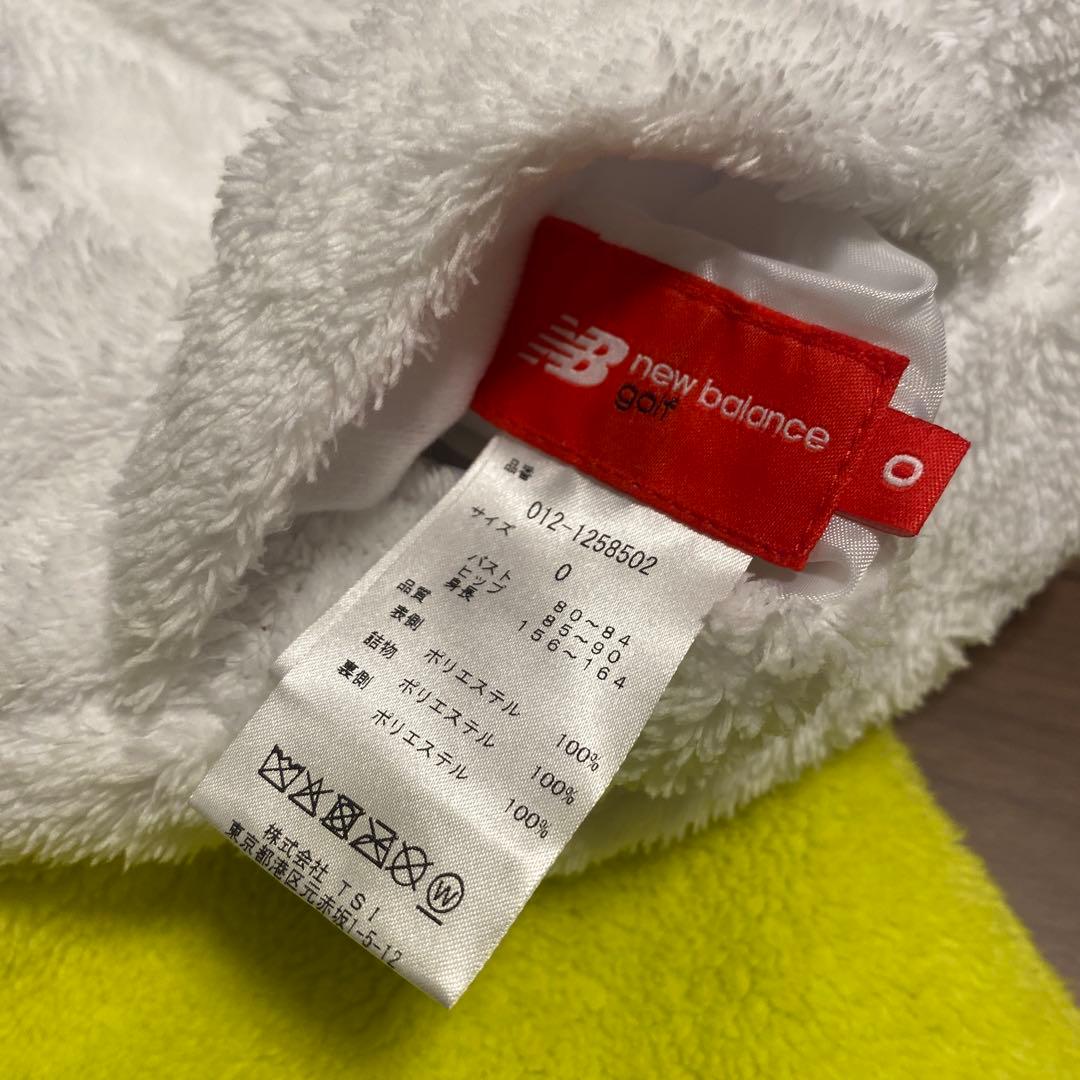 NB new balance
golf
0
品番
012-1258502
サイズ
0
バスト 80~84
ヒップ 85~90
身長 156~164
品質
表側
ポリエステル 100%
詰物
ポリエステル 100%
裏側
ポリエステル 100%
W
株式会社 TSI
東京都港区元赤坂1-5-12